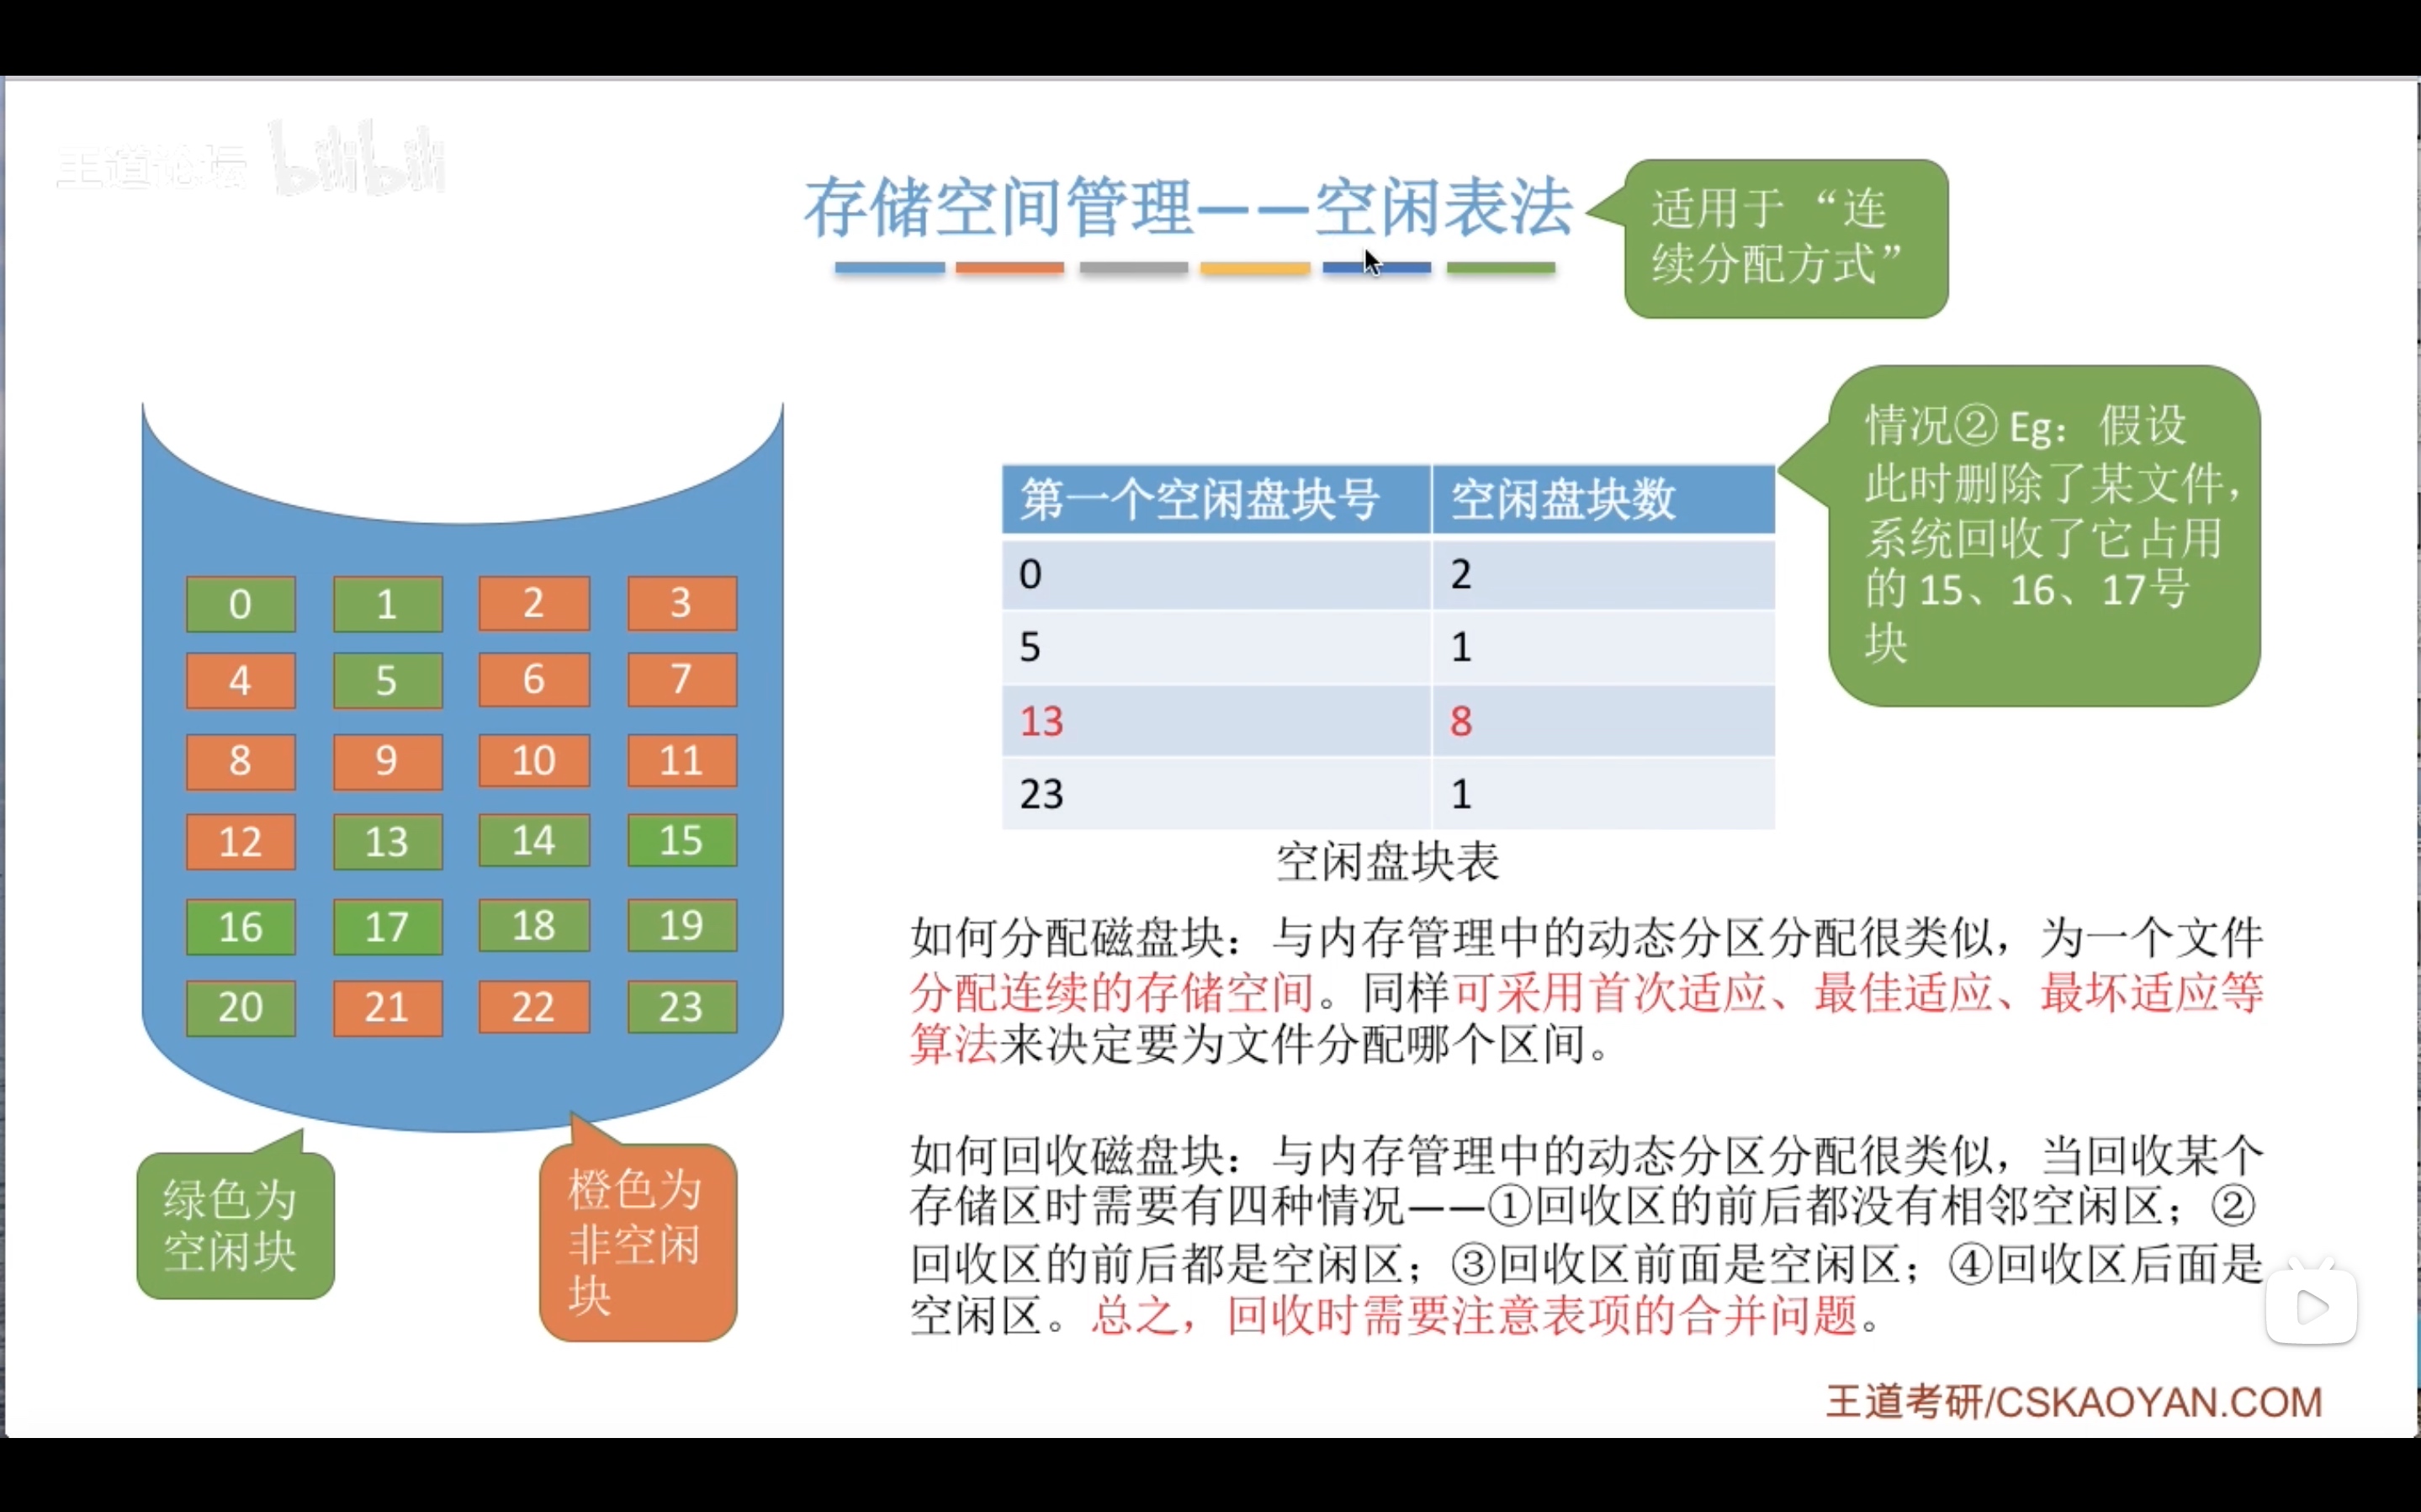 王道论坛 bilibili
存储空间管理——空闲表法
适用于“连
续分配方式”
情况② Eg：假设
此时删除了某文件，
系统回收了它占用
的 15、16、17号
块
第一个空闲盘块号 空闲盘块数
0 2
5 1
13 8
23 1
空闲盘块表
0 1 2 3
4 5 6 7
8 9 10 11
12 13 14 15
16 17 18 19
20 21 22 23
绿色为
空闲块
橙色为
非空闲
块
如何分配磁盘块：与内存管理中的动态分区分配很类似，为一个文件
分配连续的存储空间。同样可采用首次适应、最佳适应、最坏适应等
算法来决定要为文件分配哪个区间。
如何回收磁盘块：与内存管理中的动态分区分配很类似，当回收某个
存储区时需要有四种情况——①回收区的前后都没有相邻空闲区；②
回收区的前后都是空闲区；③回收区前面是空闲区；④回收区后面是
空闲区。总之，回收时需要注意表项的合并问题。
王道考研/CSKAOYAN.COM